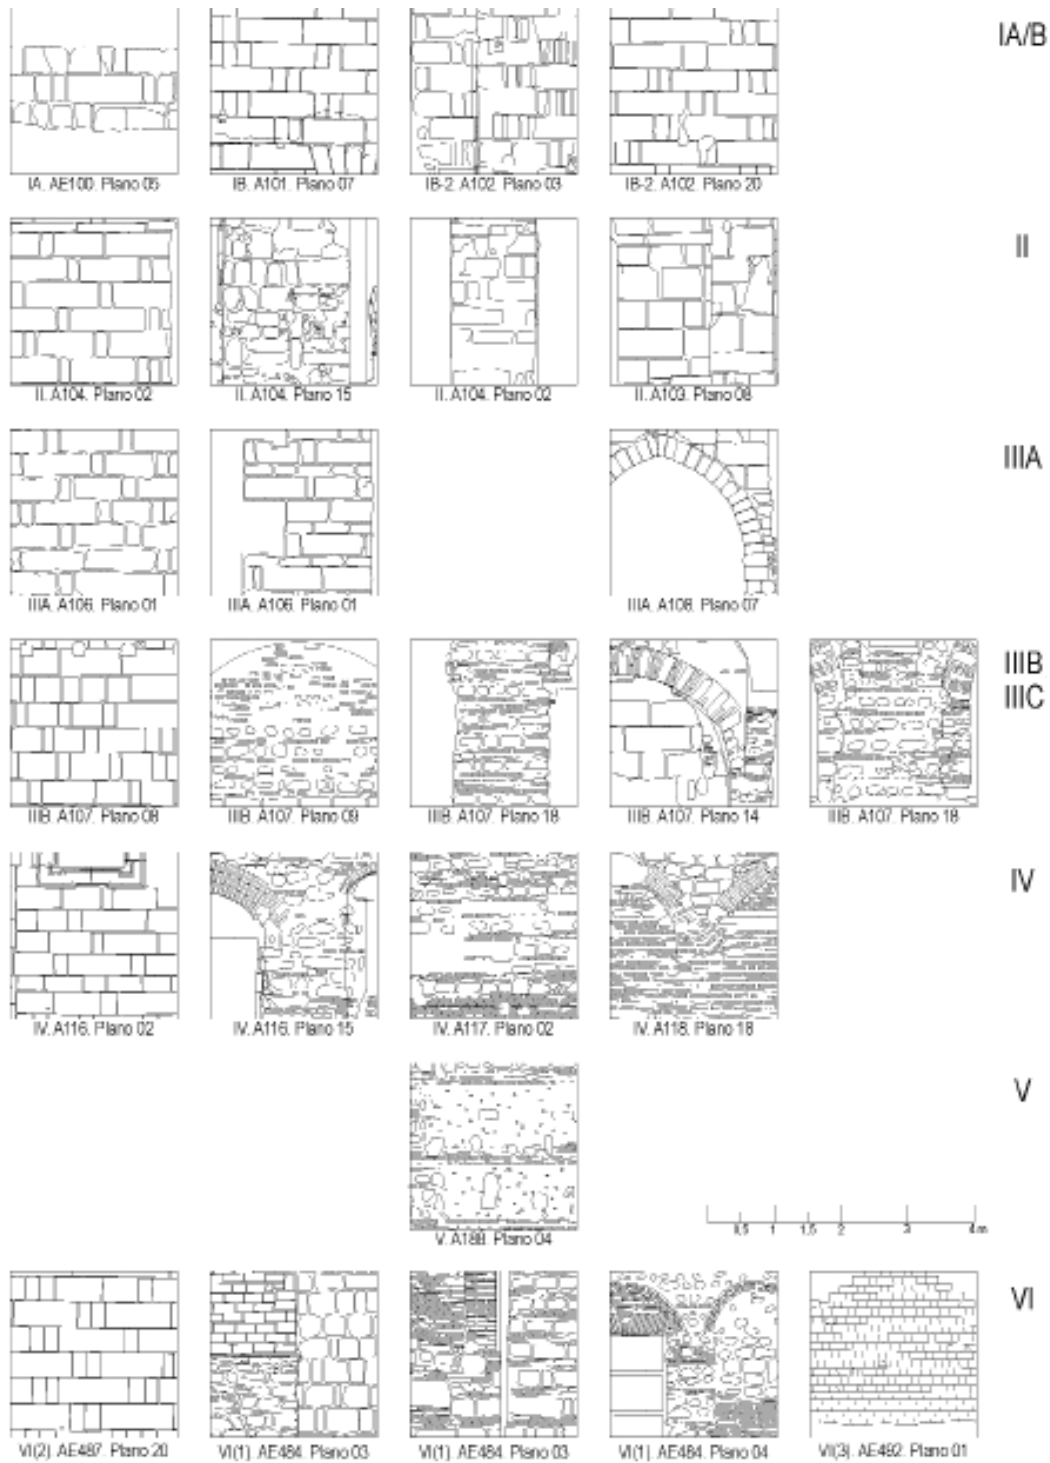 IA/B
IA. AE100. Plano 05
IB. A101. Plano 07
IB-2. A102. Plano 03
IB-2. A102. Plano 20
II
II. A104. Plano 02
II. A104. Plano 15
II. A104. Plano 02
II. A103. Plano 08
IIIA
IIIA. A106. Plano 01
IIIA. A106. Plano 01
IIIA. A108. Plano 07
IIIB
IIIC
IIIB. A107. Plano 08
IIIB. A107. Plano 09
IIIB. A107. Plano 18
IIIB. A107. Plano 14
IIIB. A107. Plano 18
IV
IV. A116. Plano 02
IV. A116. Plano 15
IV. A117. Plano 02
IV. A118. Plano 18
V
V. A188. Plano 04
0,5 1 1,5 2 3 4 m
VI
VI(2). AE487. Plano 20
VI(1). AE484. Plano 03
VI(1). AE484. Plano 03
VI(1). AE484. Plano 04
VI(3). AE492. Plano 01